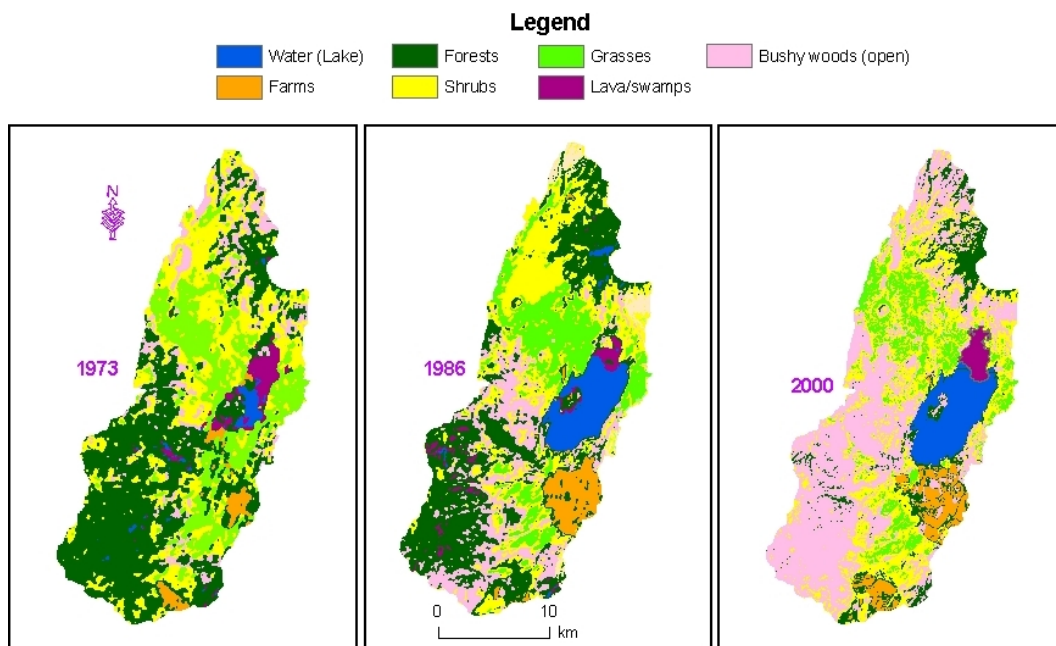 Legend
Water (Lake) Forests Grasses Bushy woods (open)
Farms Shrubs Lava/swamps
N
1973
1986
2000
0 10
km